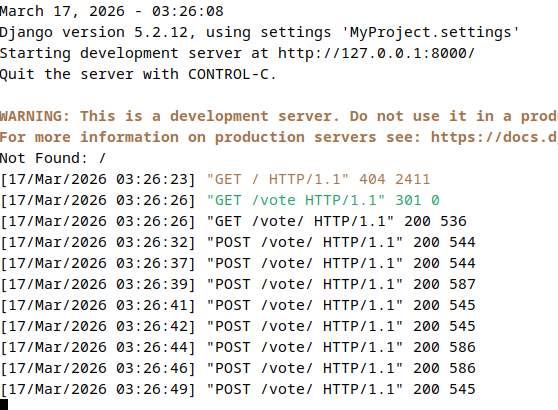 March 17, 2026 - 03:26:08
Django version 5.2.12, using settings 'MyProject.settings'
Starting development server at http://127.0.0.1:8000/
Quit the server with CONTROL-C.
WARNING: This is a development server. Do not use it in a prod
For more information on production servers see: https://docs.d
Not Found: /
[17/Mar/2026 03:26:23] "GET / HTTP/1.1" 404 2411
[17/Mar/2026 03:26:26] "GET /vote HTTP/1.1" 301 0
[17/Mar/2026 03:26:26] "GET /vote/ HTTP/1.1" 200 536
[17/Mar/2026 03:26:32] "POST /vote/ HTTP/1.1" 200 544
[17/Mar/2026 03:26:37] "POST /vote/ HTTP/1.1" 200 544
[17/Mar/2026 03:26:39] "POST /vote/ HTTP/1.1" 200 587
[17/Mar/2026 03:26:41] "POST /vote/ HTTP/1.1" 200 545
[17/Mar/2026 03:26:42] "POST /vote/ HTTP/1.1" 200 545
[17/Mar/2026 03:26:44] "POST /vote/ HTTP/1.1" 200 586
[17/Mar/2026 03:26:46] "POST /vote/ HTTP/1.1" 200 586
[17/Mar/2026 03:26:49] "POST /vote/ HTTP/1.1" 200 545